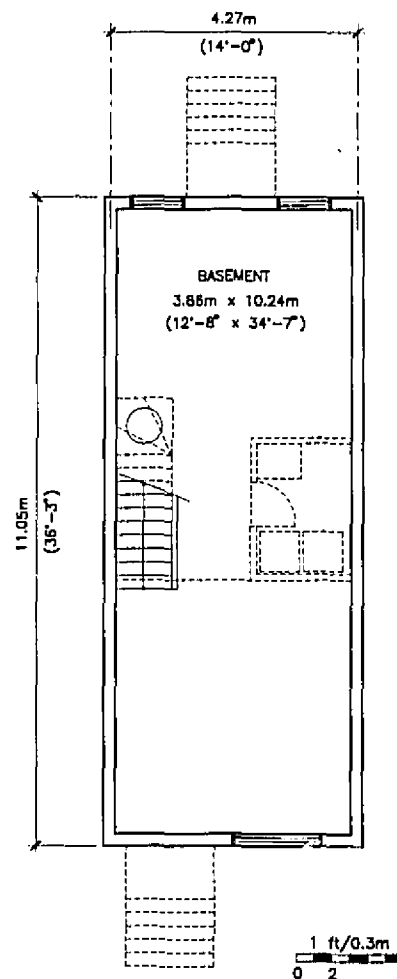 4.27m
(14'-0")
BASEMENT
3.86m x 10.24m
(12'-8" x 34'-7")
11.05m
(36'-3")
1 ft/0.3m
0 2